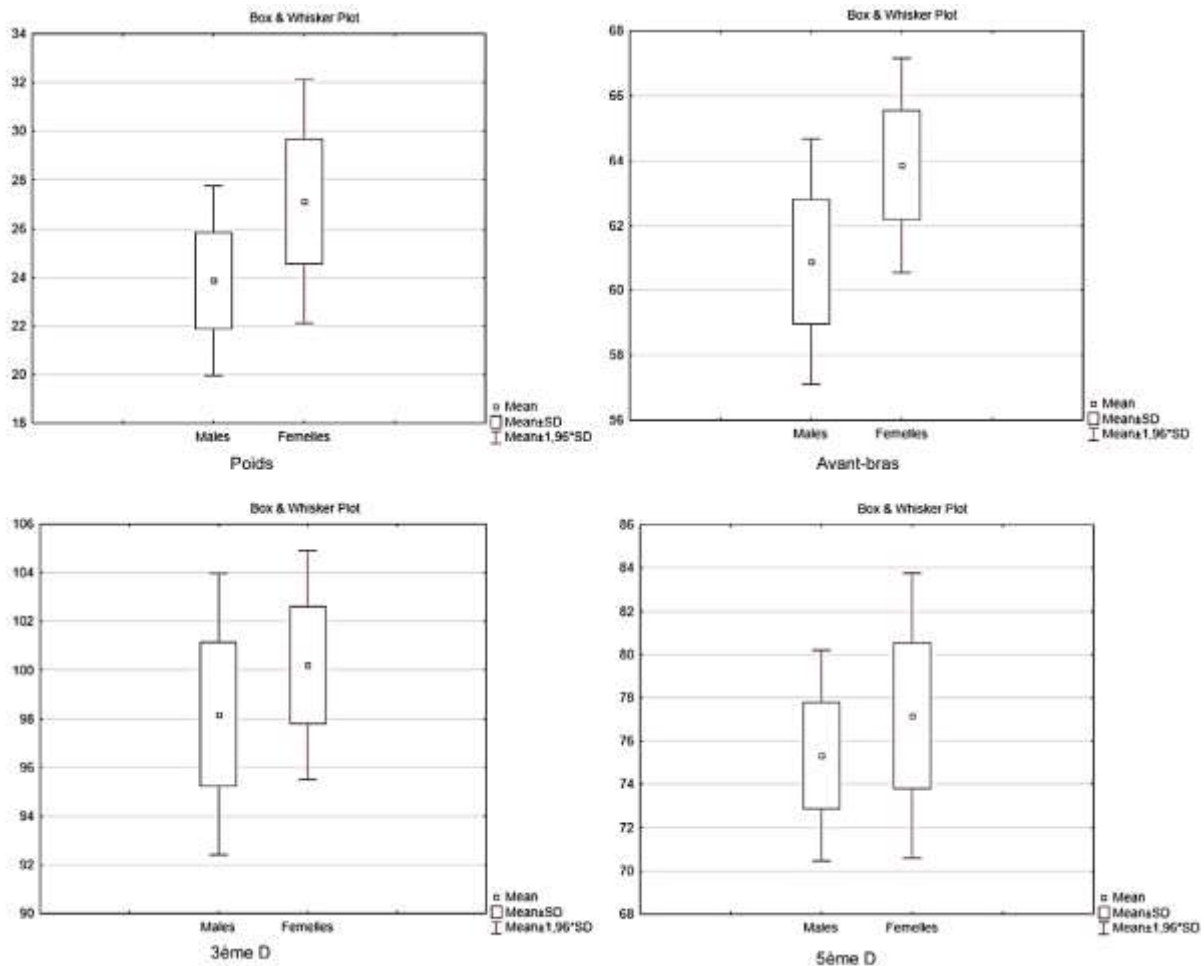 Box & Whisker Plot
34
32
30
28
26
24
22
20
18
Males Femelles
Mean
Mean±SD
Mean±1,96*SD
Poids
Box & Whisker Plot
68
66
64
62
60
58
56
Males Femelles
Mean
Mean±SD
Mean±1,96*SD
Avant-bras
Box & Whisker Plot
106
104
102
100
98
96
94
92
90
Males Femelles
Mean
Mean±SD
Mean±1,96*SD
3ème D
Box & Whisker Plot
86
84
82
80
78
76
74
72
70
68
Males Femelles
Mean
Mean±SD
Mean±1,96*SD
5ème D